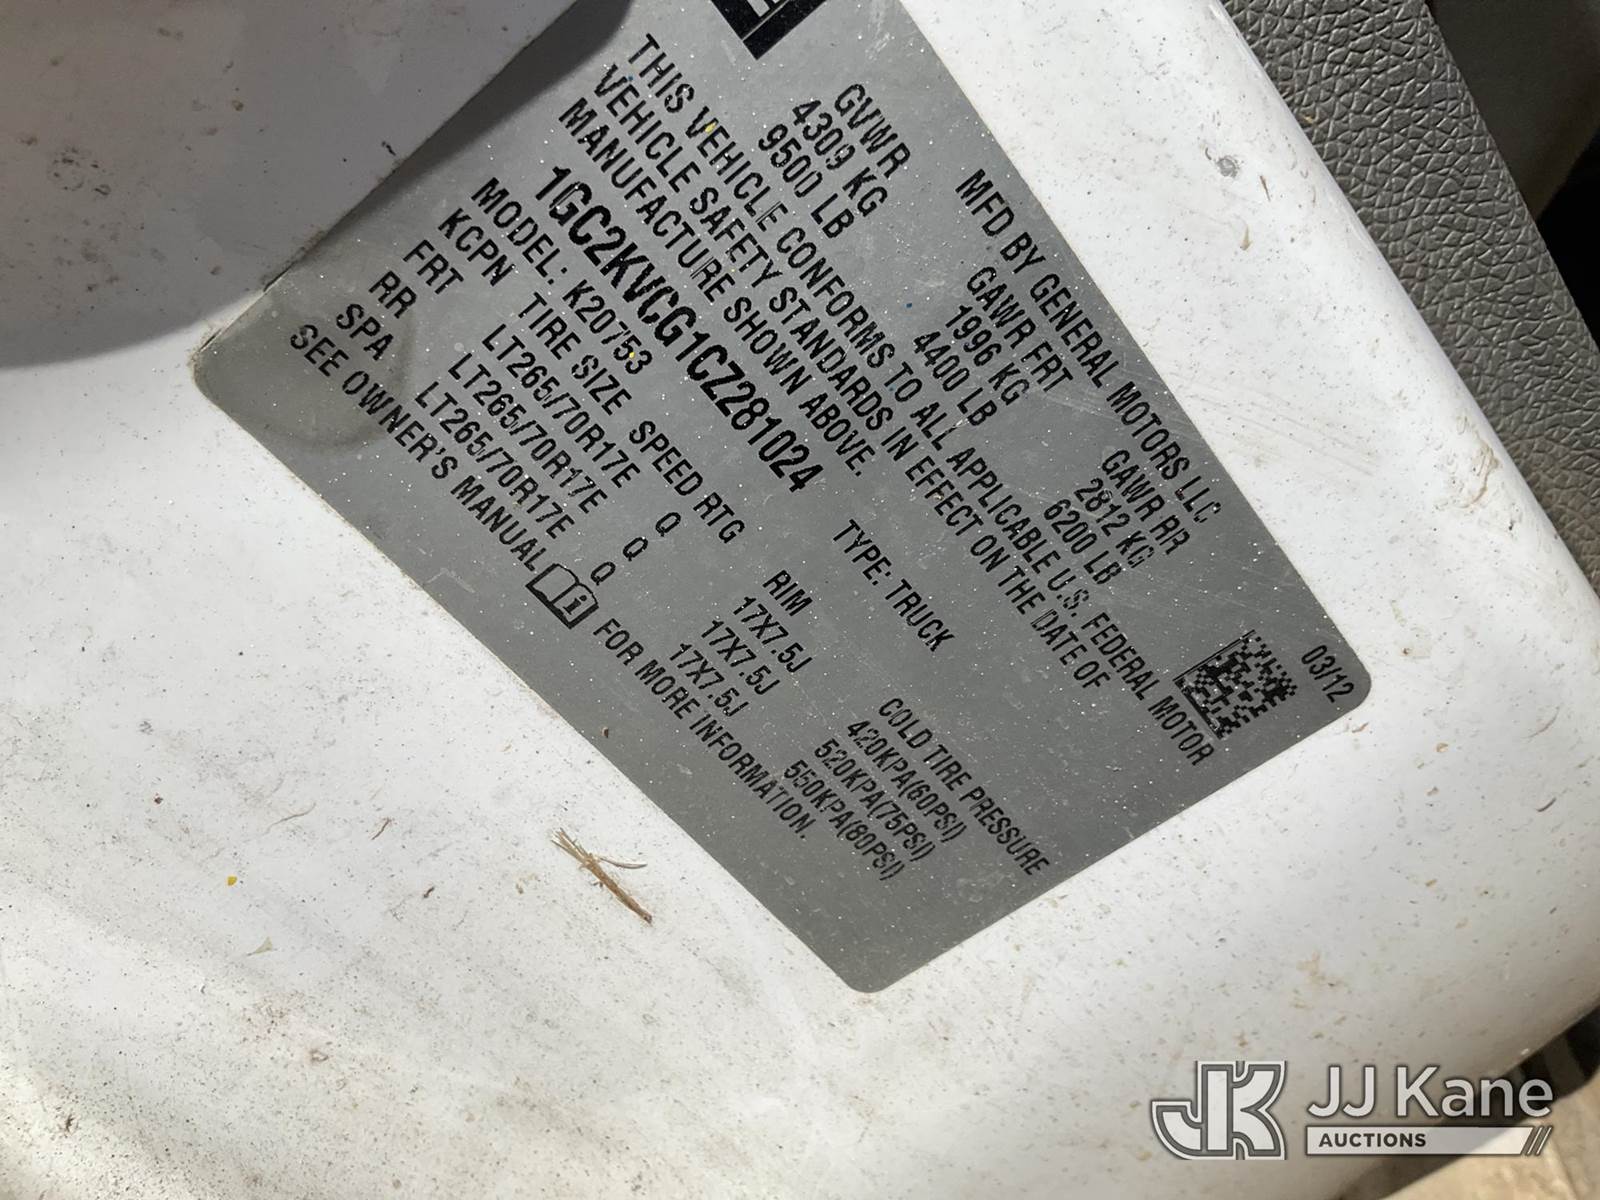 MFD BY GENERAL MOTORS LLC 03/12
GVWR GAWR FRT GAWR RR
4309 KG 1996 KG 2812 KG
9500 LB 4400 LB 6200 LB
THIS VEHICLE CONFORMS TO ALL APPLICABLE U.S. FEDERAL MOTOR
VEHICLE SAFETY STANDARDS IN EFFECT ON THE DATE OF
MANUFACTURE SHOWN ABOVE.
1GC2KVCG1CZ281024 TYPE: TRUCK
MODEL: K20753
KCPN TIRE SIZE SPEED RTG RIM COLD TIRE PRESSURE
FRT LT265/70R17E Q 17X7.5J 420KPA(60PSI)
RR LT265/70R17E Q 17X7.5J 520KPA(75PSI)
SPA LT265/70R17E Q 17X7.5J 550KPA(80PSI)
SEE OWNER'S MANUAL FOR MORE INFORMATION.
JK JJ Kane
AUCTIONS